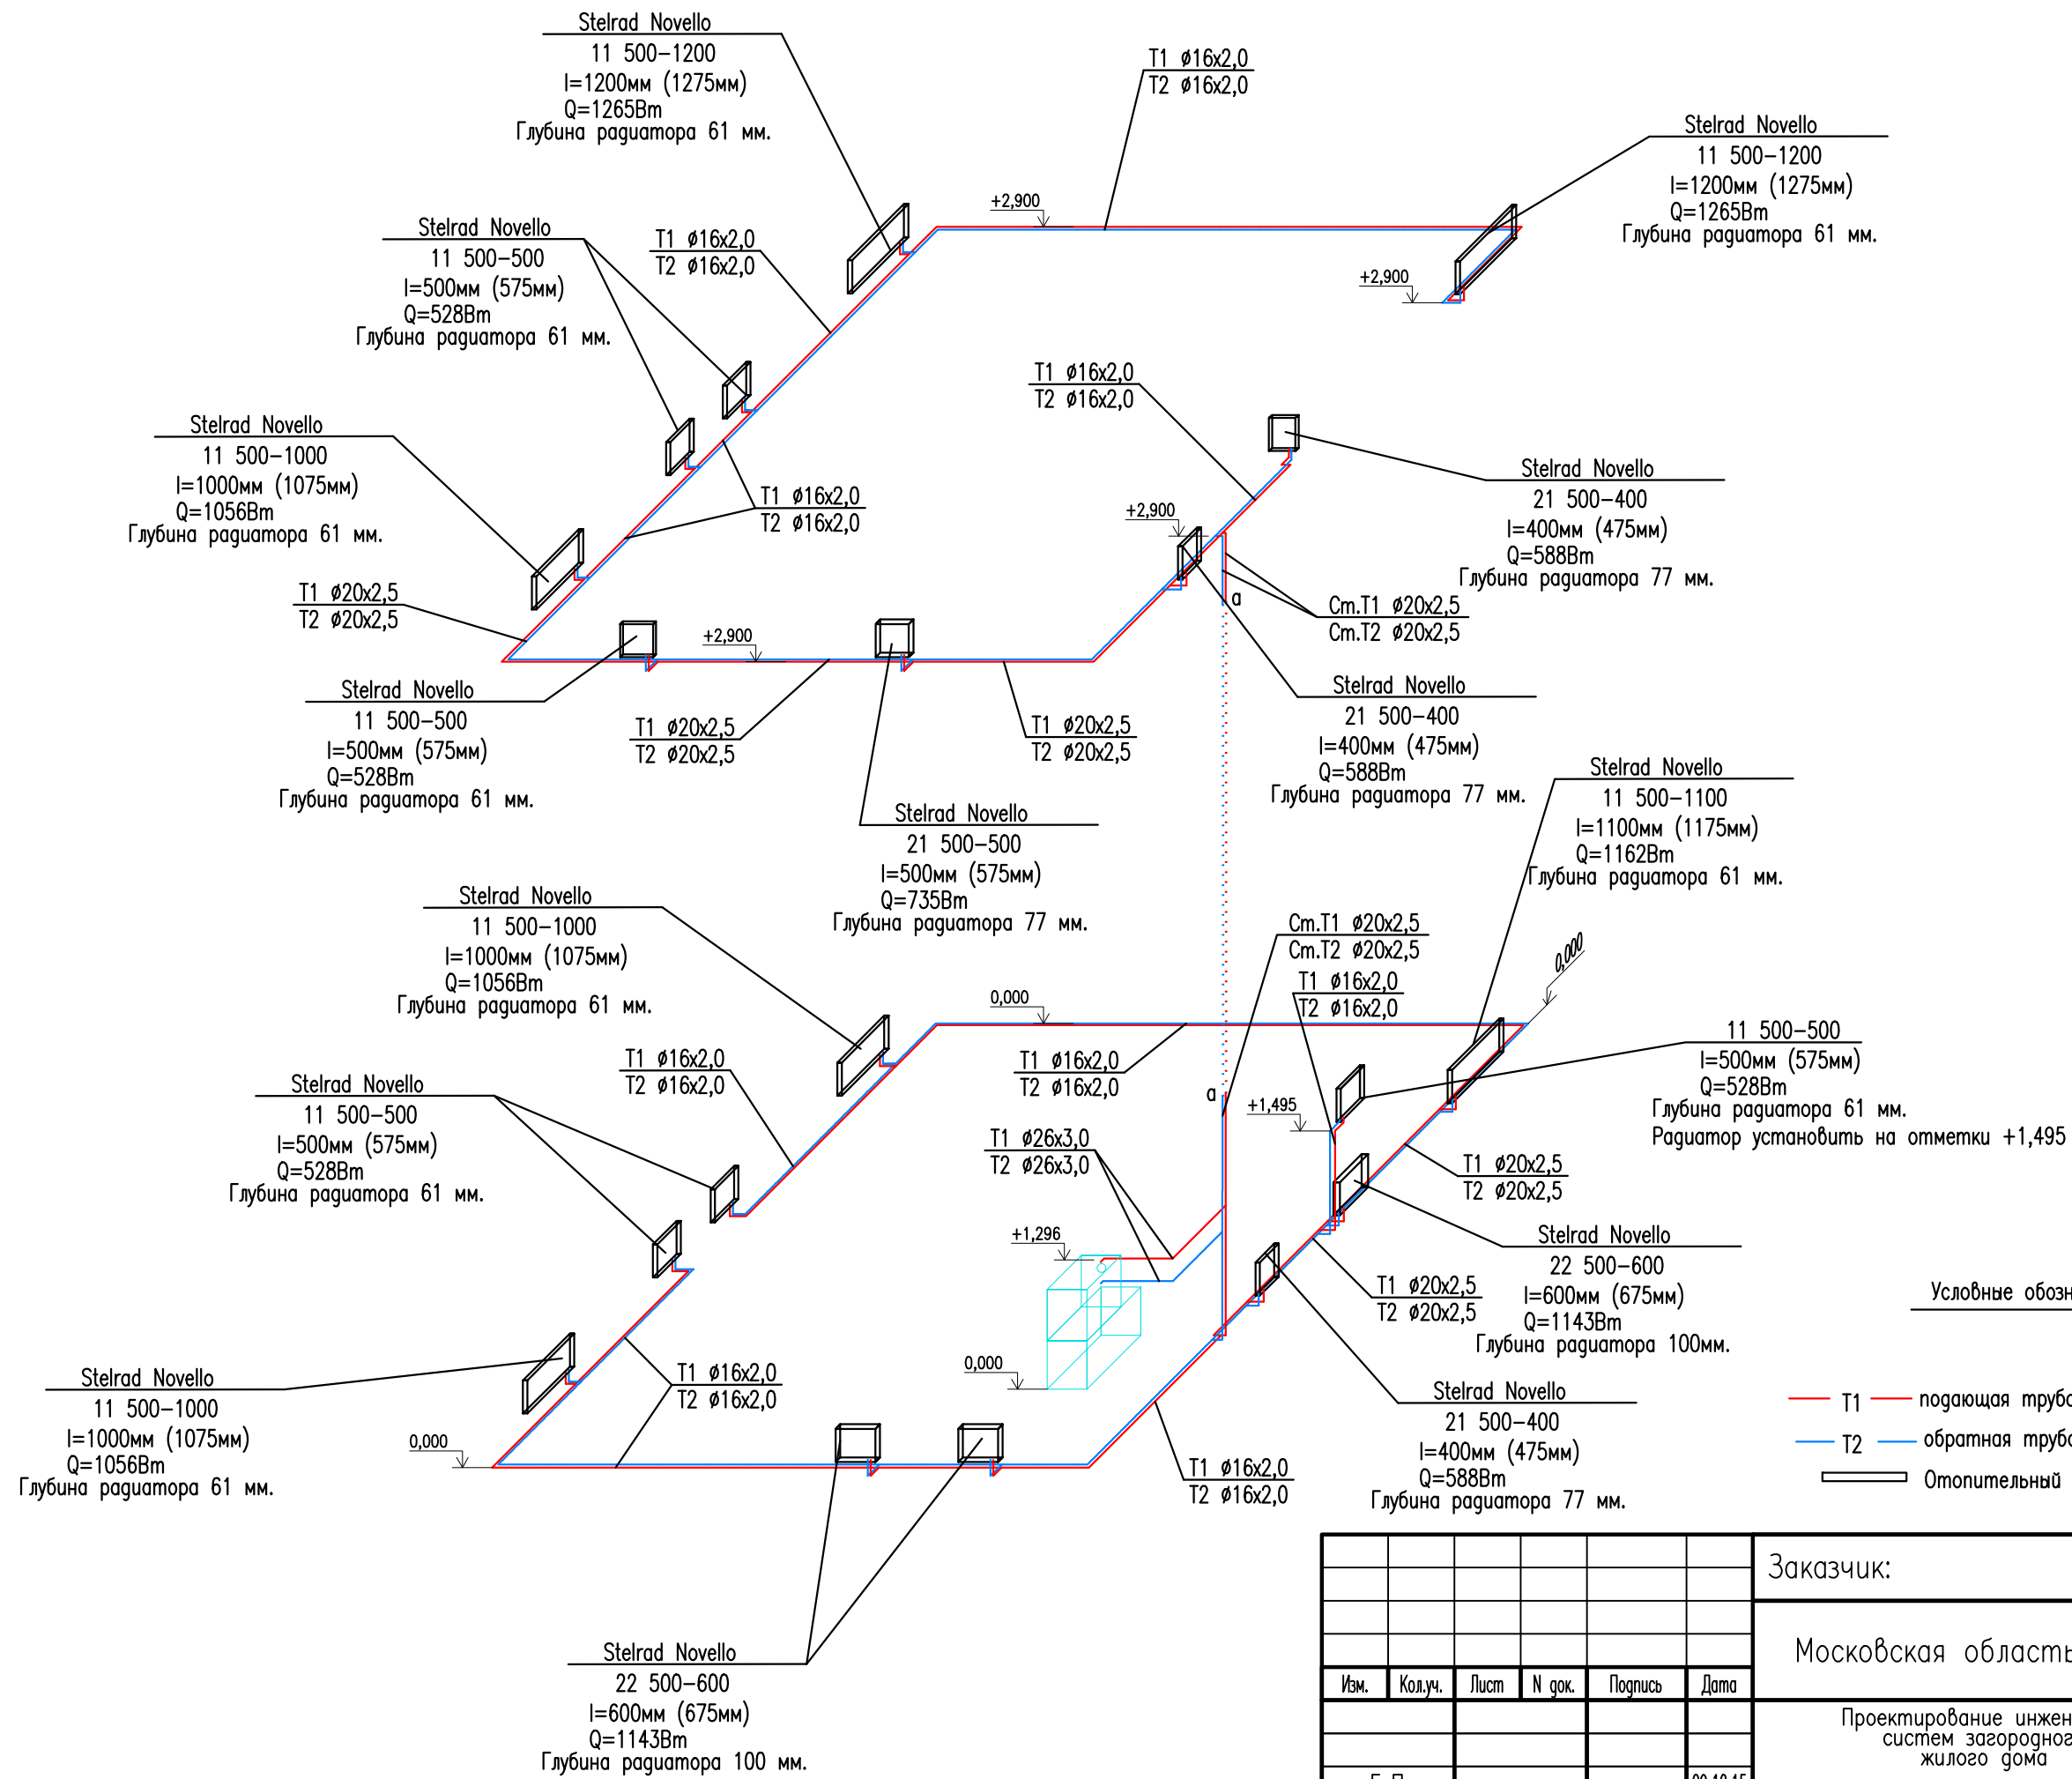 Stelrad Novello
11 500-1200
l=1200мм (1275мм)
Q=1265Вт
Глубина радиатора 61 мм.
T1 ø16x2,0
T2 ø16x2,0
Stelrad Novello
11 500-1200
l=1200мм (1275мм)
Q=1265Вт
Глубина радиатора 61 мм.
+2,900
+2,900
Stelrad Novello
11 500-500
l=500мм (575мм)
Q=528Вт
Глубина радиатора 61 мм.
T1 ø16x2,0
T2 ø16x2,0
T1 ø16x2,0
T2 ø16x2,0
Stelrad Novello
11 500-1000
l=1000мм (1075мм)
Q=1056Вт
Глубина радиатора 61 мм.
T1 ø16x2,0
T2 ø16x2,0
+2,900
Stelrad Novello
21 500-400
l=400мм (475мм)
Q=588Вт
Глубина радиатора 77 мм.
T1 ø20x2,5
T2 ø20x2,5
а
Ст.T1 ø20x2,5
Ст.T2 ø20x2,5
+2,900
Stelrad Novello
11 500-500
l=500мм (575мм)
Q=528Вт
Глубина радиатора 61 мм.
T1 ø20x2,5
T2 ø20x2,5
T1 ø20x2,5
T2 ø20x2,5
Stelrad Novello
21 500-400
l=400мм (475мм)
Q=588Вт
Глубина радиатора 77 мм.
Stelrad Novello
21 500-500
l=500мм (575мм)
Q=735Вт
Глубина радиатора 77 мм.
Stelrad Novello
11 500-1100
l=1100мм (1175мм)
Q=1162Вт
Глубина радиатора 61 мм.
Stelrad Novello
11 500-1000
l=1000мм (1075мм)
Q=1056Вт
Глубина радиатора 61 мм.
Ст.T1 ø20x2,5
Ст.T2 ø20x2,5
T1 ø16x2,0
T2 ø16x2,0
0,000
0,000
11 500-500
l=500мм (575мм)
Q=528Вт
Глубина радиатора 61 мм.
Радиатор установить на отметки +1,495
Stelrad Novello
11 500-500
l=500мм (575мм)
Q=528Вт
Глубина радиатора 61 мм.
T1 ø16x2,0
T2 ø16x2,0
T1 ø16x2,0
T2 ø16x2,0
а
+1,495
T1 ø26x3,0
T2 ø26x3,0
T1 ø20x2,5
T2 ø20x2,5
+1,296
Stelrad Novello
22 500-600
l=600мм (675мм)
Q=1143Вт
Глубина радиатора 100мм.
T1 ø20x2,5
T2 ø20x2,5
Условные обозн
0,000
Stelrad Novello
11 500-1000
l=1000мм (1075мм)
Q=1056Вт
Глубина радиатора 61 мм.
T1 ø16x2,0
T2 ø16x2,0
0,000
Stelrad Novello
21 500-400
l=400мм (475мм)
Q=588Вт
Глубина радиатора 77 мм.
T1 ø16x2,0
T2 ø16x2,0
T1 подающая трубо
T2 обратная трубо
Отопительный
Stelrad Novello
22 500-600
l=600мм (675мм)
Q=1143Вт
Глубина радиатора 100 мм.
Заказчик:
Московская область
Изм. Кол.уч. Лист N док. Подпись Дата
Проектирование инжен
систем загородног
жилого дома